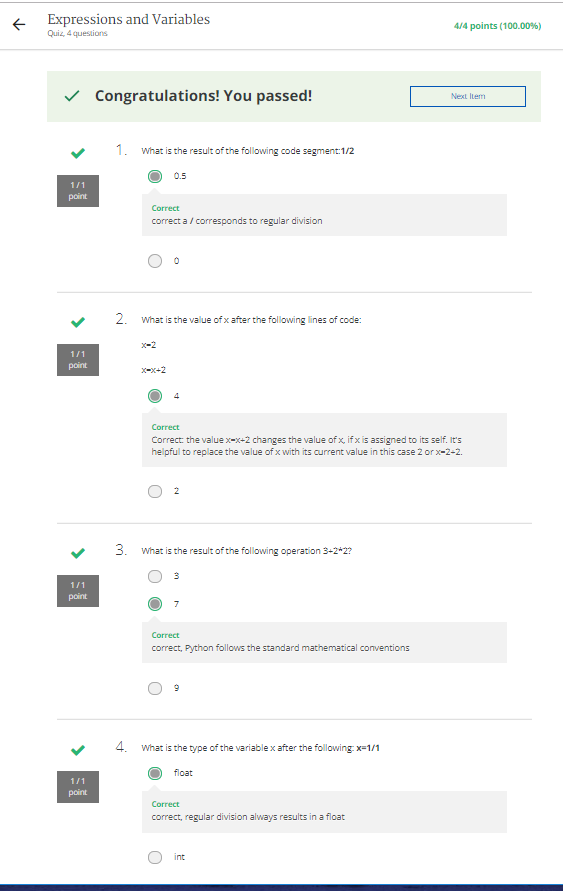 Expressions and Variables
Quiz, 4 questions
4/4 points (100.00%)
Congratulations! You passed!
Next Item
1. What is the result of the following code segment:1/2
1/1
point
0.5
Correct
correct a / corresponds to regular division
0
2. What is the value of x after the following lines of code:
1/1
point
x=2
x=x+2
4
Correct
Correct: the value x=x+2 changes the value of x, if x is assigned to its self. It's
helpful to replace the value of x with its current value in this case 2 or x=2+2.
2
3. What is the result of the following operation 3+2*2?
1/1
point
3
7
Correct
correct, Python follows the standard mathematical conventions
9
4. What is the type of the variable x after the following: x=1/1
1/1
point
float
Correct
correct, regular division always results in a float
int